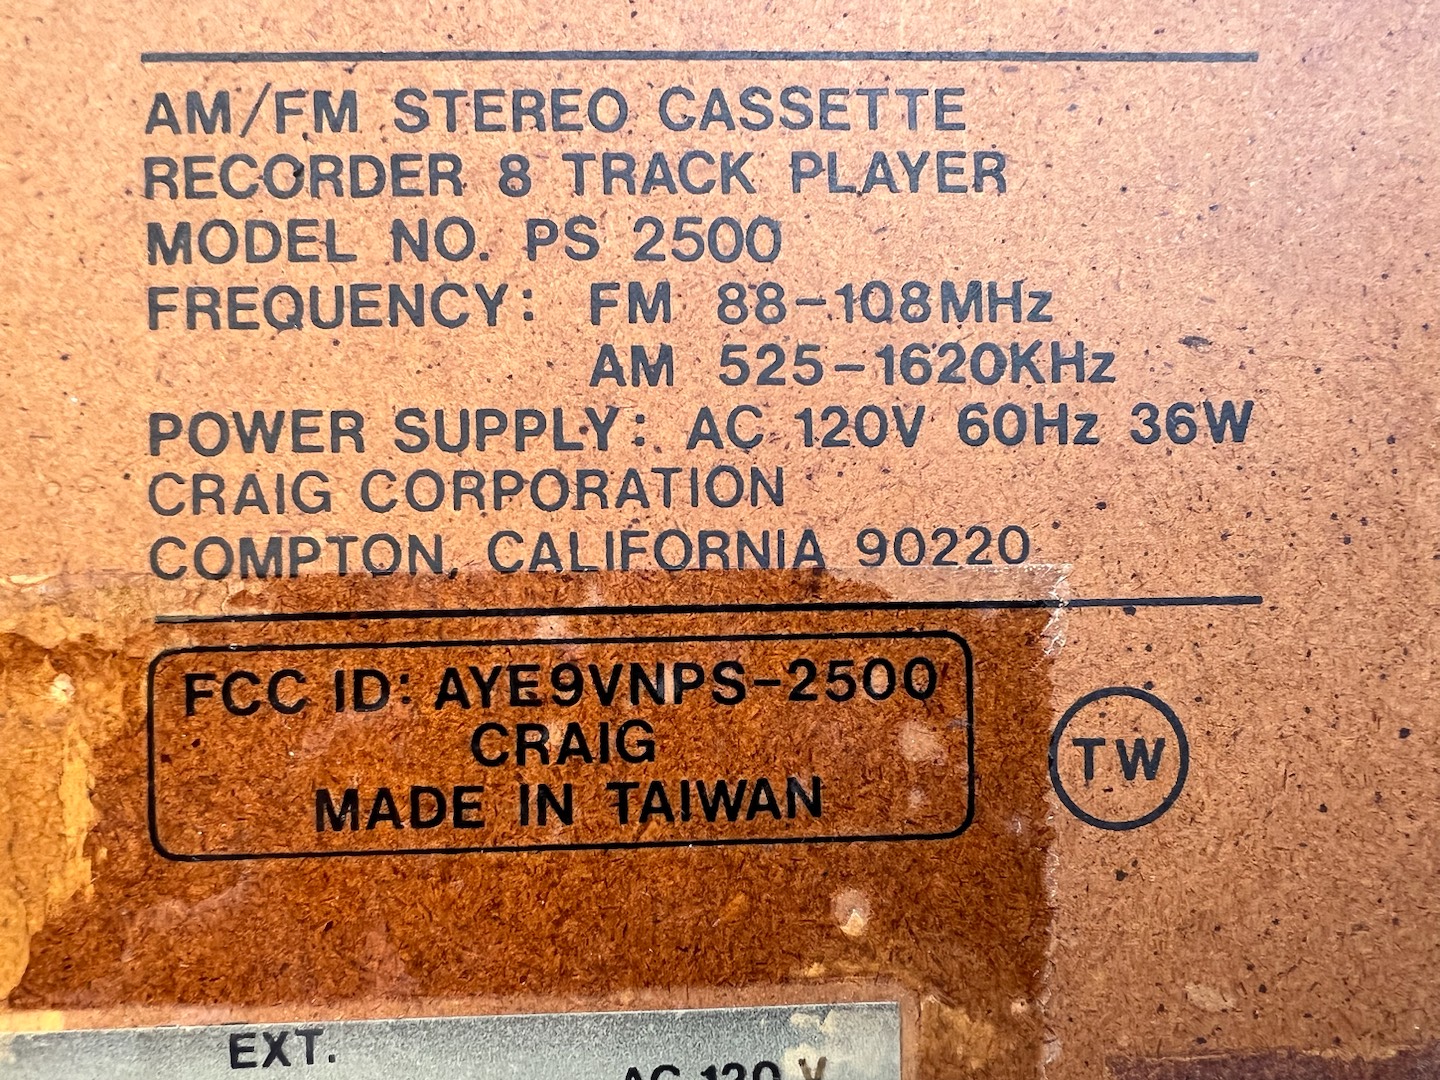 AM/FM STEREO CASSETTE
RECORDER 8 TRACK PLAYER
MODEL NO. PS 2500
FREQUENCY: FM 88-108MHz
AM 525-1620KHz
POWER SUPPLY: AC 120V 60Hz 36W
CRAIG CORPORATION
COMPTON, CALIFORNIA 90220
FCC ID: AYE9VNPS-2500
CRAIG
MADE IN TAIWAN
TW
EXT.
AC 120 V